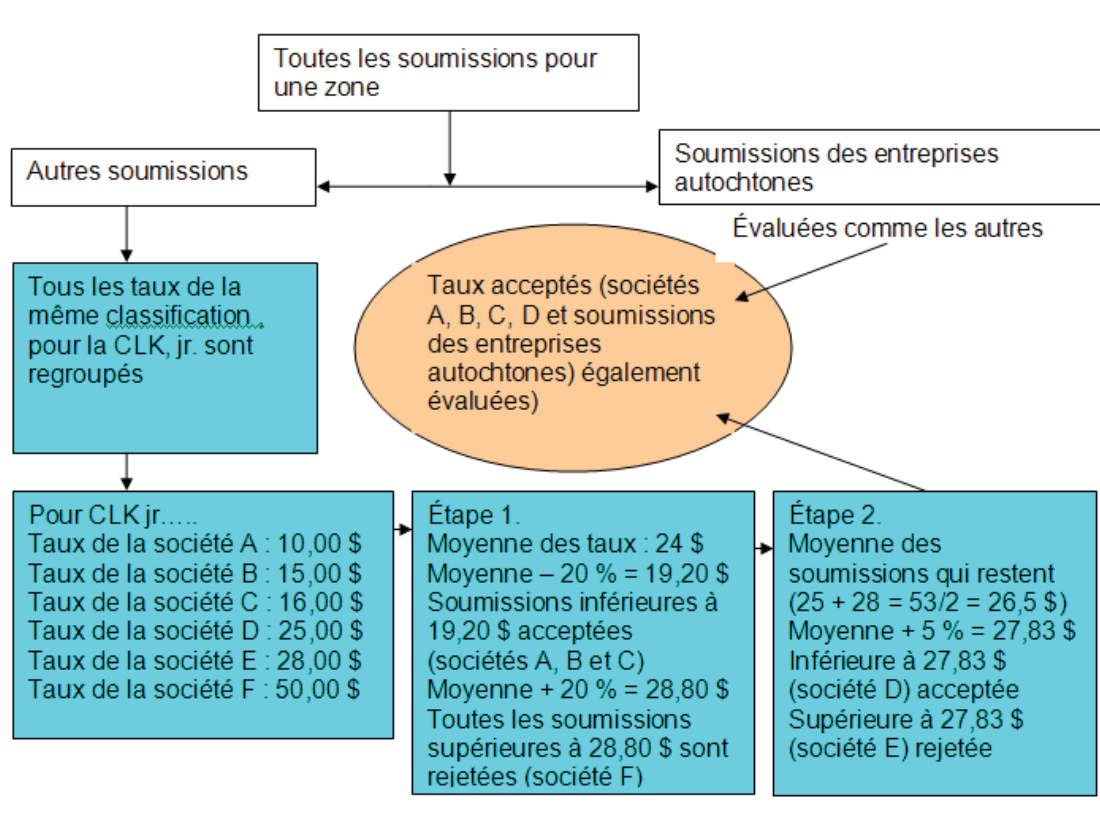 Toutes les soumissions pour
une zone
Autres soumissions
Soumissions des entreprises
autochtones
Évaluées comme les autres
Tous les taux de la
même classification ,
pour la CLK, jr. sont
regroupés
Taux acceptés (sociétés
A, B, C, D et soumissions
des entreprises
autochtones) également
évaluées)
Pour CLK jr.....
Taux de la société A : 10,00 $
Taux de la société B : 15,00 $
Taux de la société C : 16,00 $
Taux de la société D : 25,00 $
Taux de la société E : 28,00 $
Taux de la société F : 50,00 $
Étape 1.
Moyenne des taux : 24 $
Moyenne – 20 % = 19,20 $
Soumissions inférieures à
19,20 $ acceptées
(sociétés A, B et C)
Moyenne + 20 % = 28,80 $
Toutes les soumissions
supérieures à 28,80 $ sont
rejetées (société F)
Étape 2.
Moyenne des
soumissions qui restent
(25 + 28 = 53/2 = 26,5 $)
Moyenne + 5 % = 27,83 $
Inférieure à 27,83 $
(société D) acceptée
Supérieure à 27,83 $
(société E) rejetée